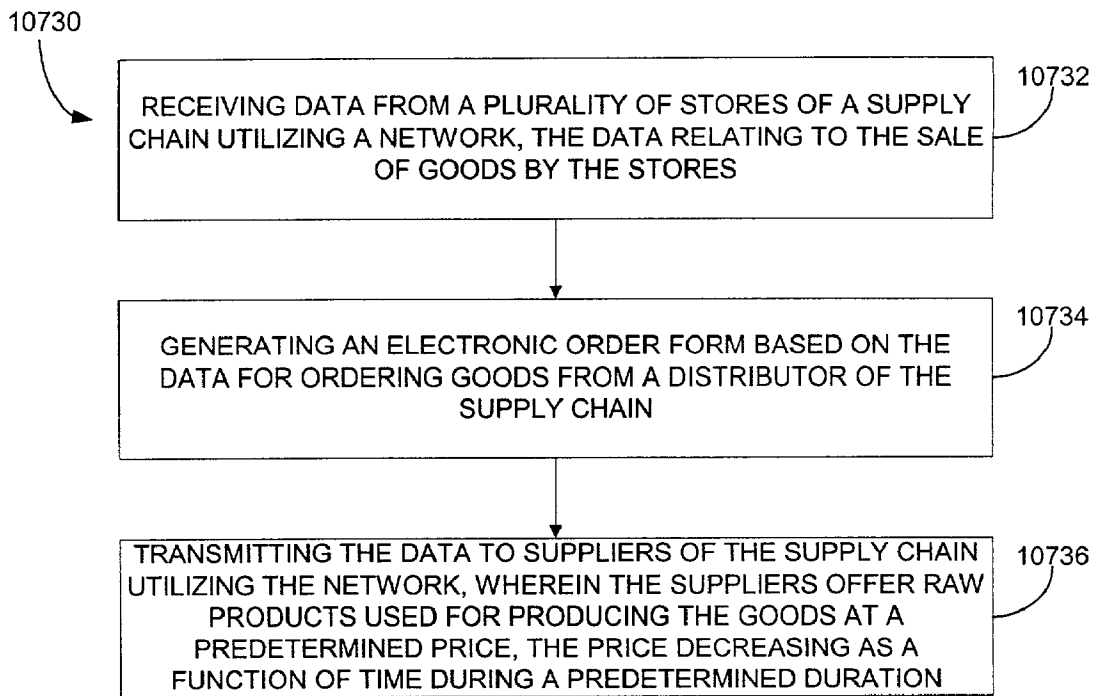 10730
10732
RECEIVING DATA FROM A PLURALITY OF STORES OF A SUPPLY
CHAIN UTILIZING A NETWORK, THE DATA RELATING TO THE SALE
OF GOODS BY THE STORES
10734
GENERATING AN ELECTRONIC ORDER FORM BASED ON THE
DATA FOR ORDERING GOODS FROM A DISTRIBUTOR OF THE
SUPPLY CHAIN
10736
TRANSMITTING THE DATA TO SUPPLIERS OF THE SUPPLY CHAIN
UTILIZING THE NETWORK, WHEREIN THE SUPPLIERS OFFER RAW
PRODUCTS USED FOR PRODUCING THE GOODS AT A
PREDETERMINED PRICE, THE PRICE DECREASING AS A
FUNCTION OF TIME DURING A PREDETERMINED DURATION